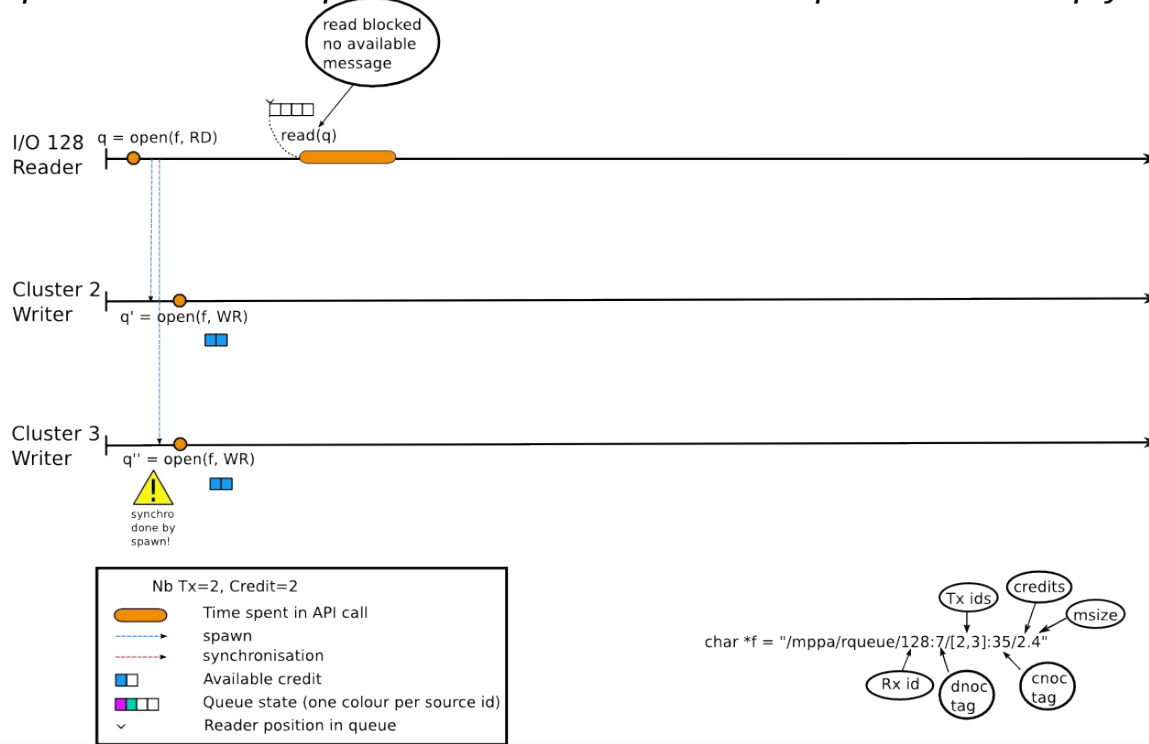 read blocked
no available
message
I/O 128
Reader
q = open(f, RD)
read(q)
Cluster 2
Writer
q' = open(f, WR)
Cluster 3
Writer
q'' = open(f, WR)
!
synchro
done by
spawn!
Nb Tx=2, Credit=2
Time spent in API call
spawn
synchronisation
Available credit
Queue state (one colour per source id)
Reader position in queue
Tx ids
credits
msize
char *f = "/mppa/rqueue/128:7/[2,3]:35/2.4"
Rx id
dnoc
tag
cnoc
tag